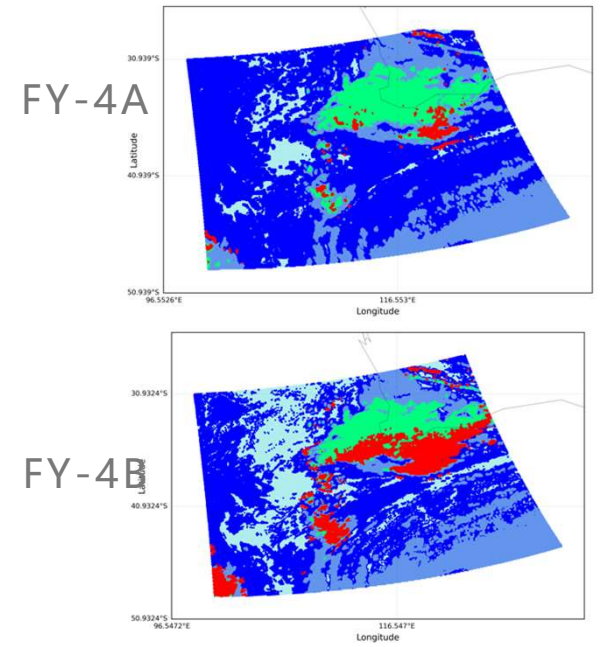 FY-4A
30.939°S
40.939°S
50.939°S
Latitude
96.5526°E
116.553°E
Longitude
FY-4B
30.9324°S
40.9324°S
50.9324°S
Latitude
96.5472°E
116.547°E
Longitude